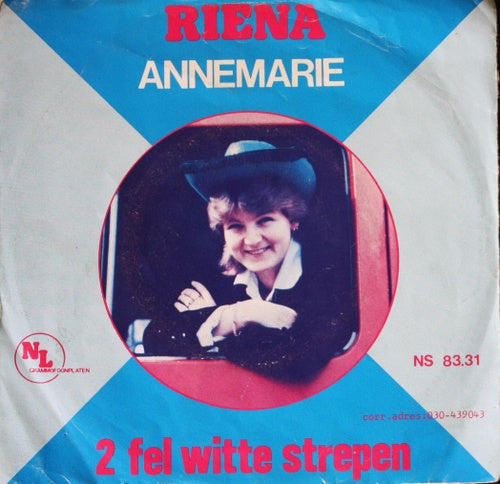 RIENA
ANNEMARIE
NL
GRAMMOFOONPLATEN
NS 83.31
corr.adres:030-439043
2 fel witte strepen